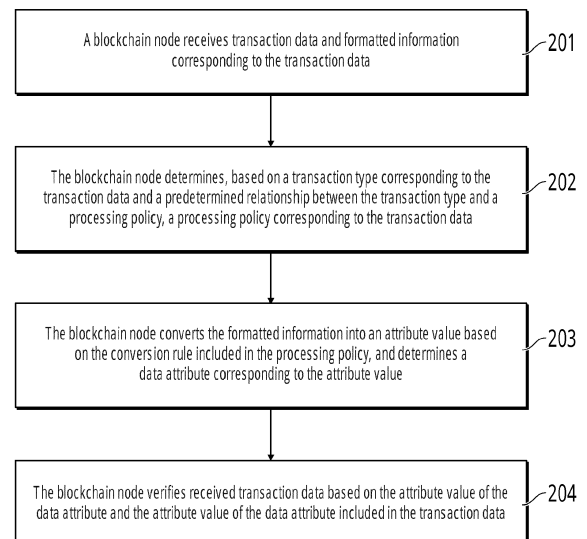 A blockchain node receives transaction data and formatted information
corresponding to the transaction data
201
The blockchain node determines, based on a transaction type corresponding to the
transaction data and a predetermined relationship between the transaction type and a
processing policy, a processing policy corresponding to the transaction data
202
The blockchain node converts the formatted information into an attribute value based
on the conversion rule included in the processing policy, and determines a
data attribute corresponding to the attribute value
203
The blockchain node verifies received transaction data based on the attribute value of the
data attribute and the attribute value of the data attribute included in the transaction data
204